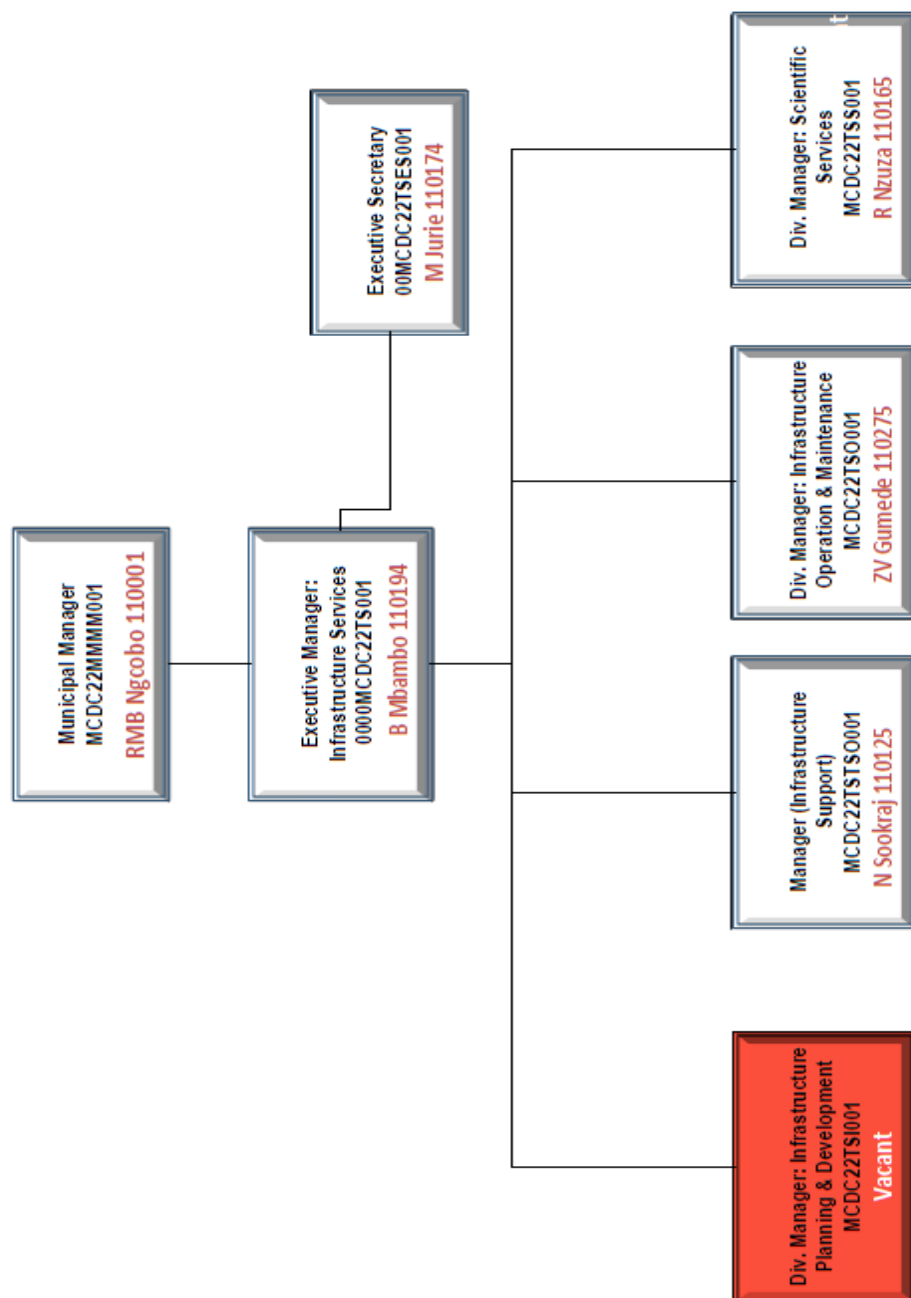 Municipal Manager
MCDC22MMMM001
RMB Ngcobo 110001
Executive Manager:
Infrastructure Services
0000MCDC22TS001
B Mbambo 110194
Executive Secretary
00MCDC22TSES001
M Jurie 110174
Div. Manager: Infrastructure
Planning & Development
MCDC22TSI001
Vacant
Manager (Infrastructure
Support)
MCDC22TSTSO001
N Sookraj 110125
Div. Manager: Infrastructure
Operation & Maintenance
MCDC22TSO001
ZV Gumede 110275
Div. Manager: Scientific
Services
MCDC22TSS001
R Nzuza 110165